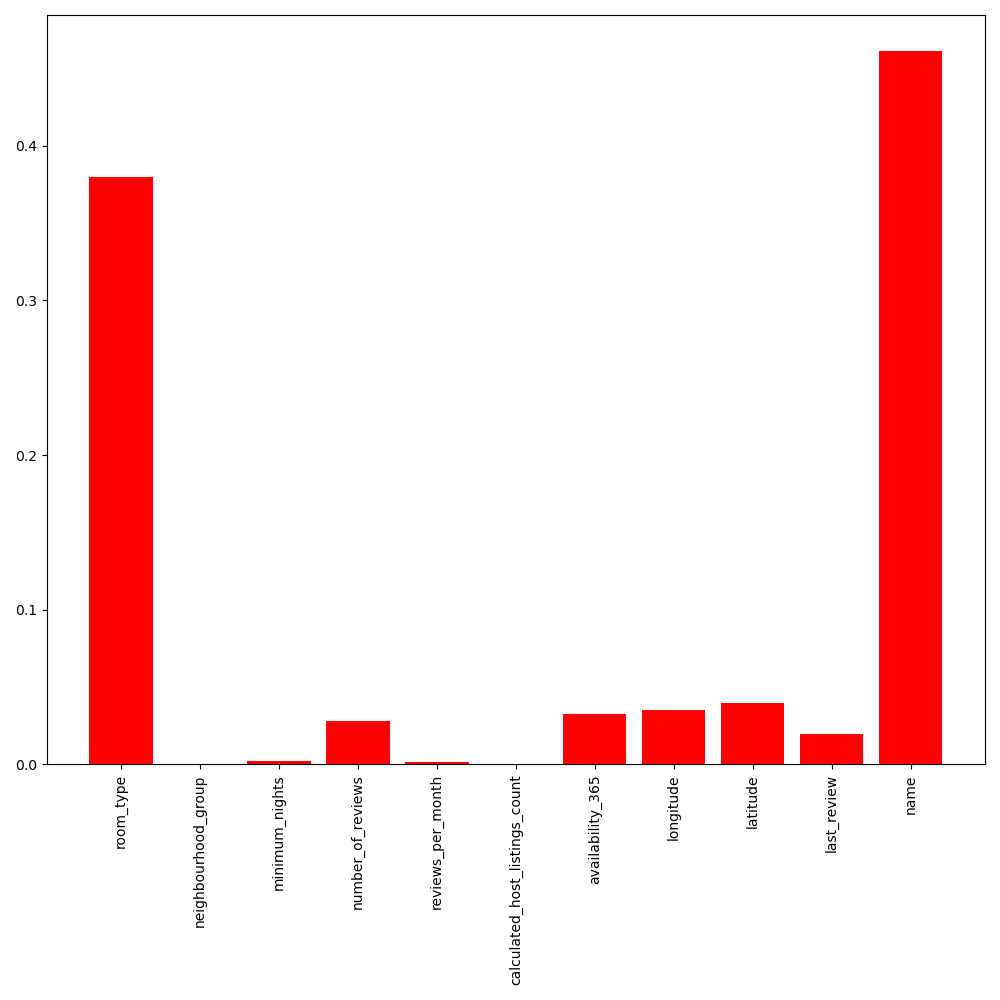 0.4
0.3
0.2
0.1
0.0
room_type
neighbourhood_group
minimum_nights
number_of_reviews
reviews_per_month
calculated_host_listings_count
availability_365
longitude
latitude
last_review
name